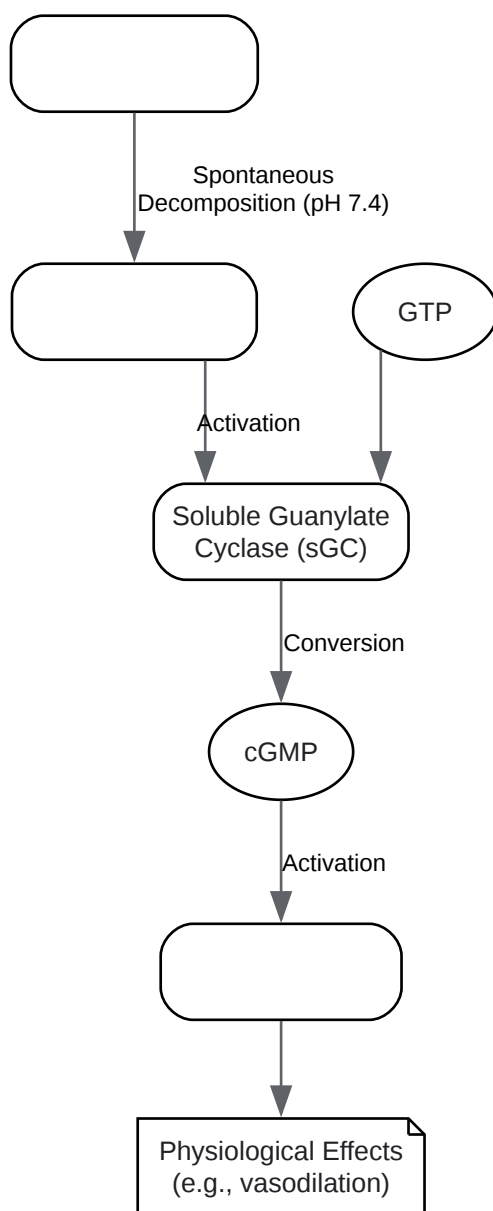 Spontaneous
Decomposition (pH 7.4)
GTP
Activation
Soluble Guanylate
Cyclase (sGC)
Conversion
cGMP
Activation
Physiological Effects
(e.g., vasodilation)